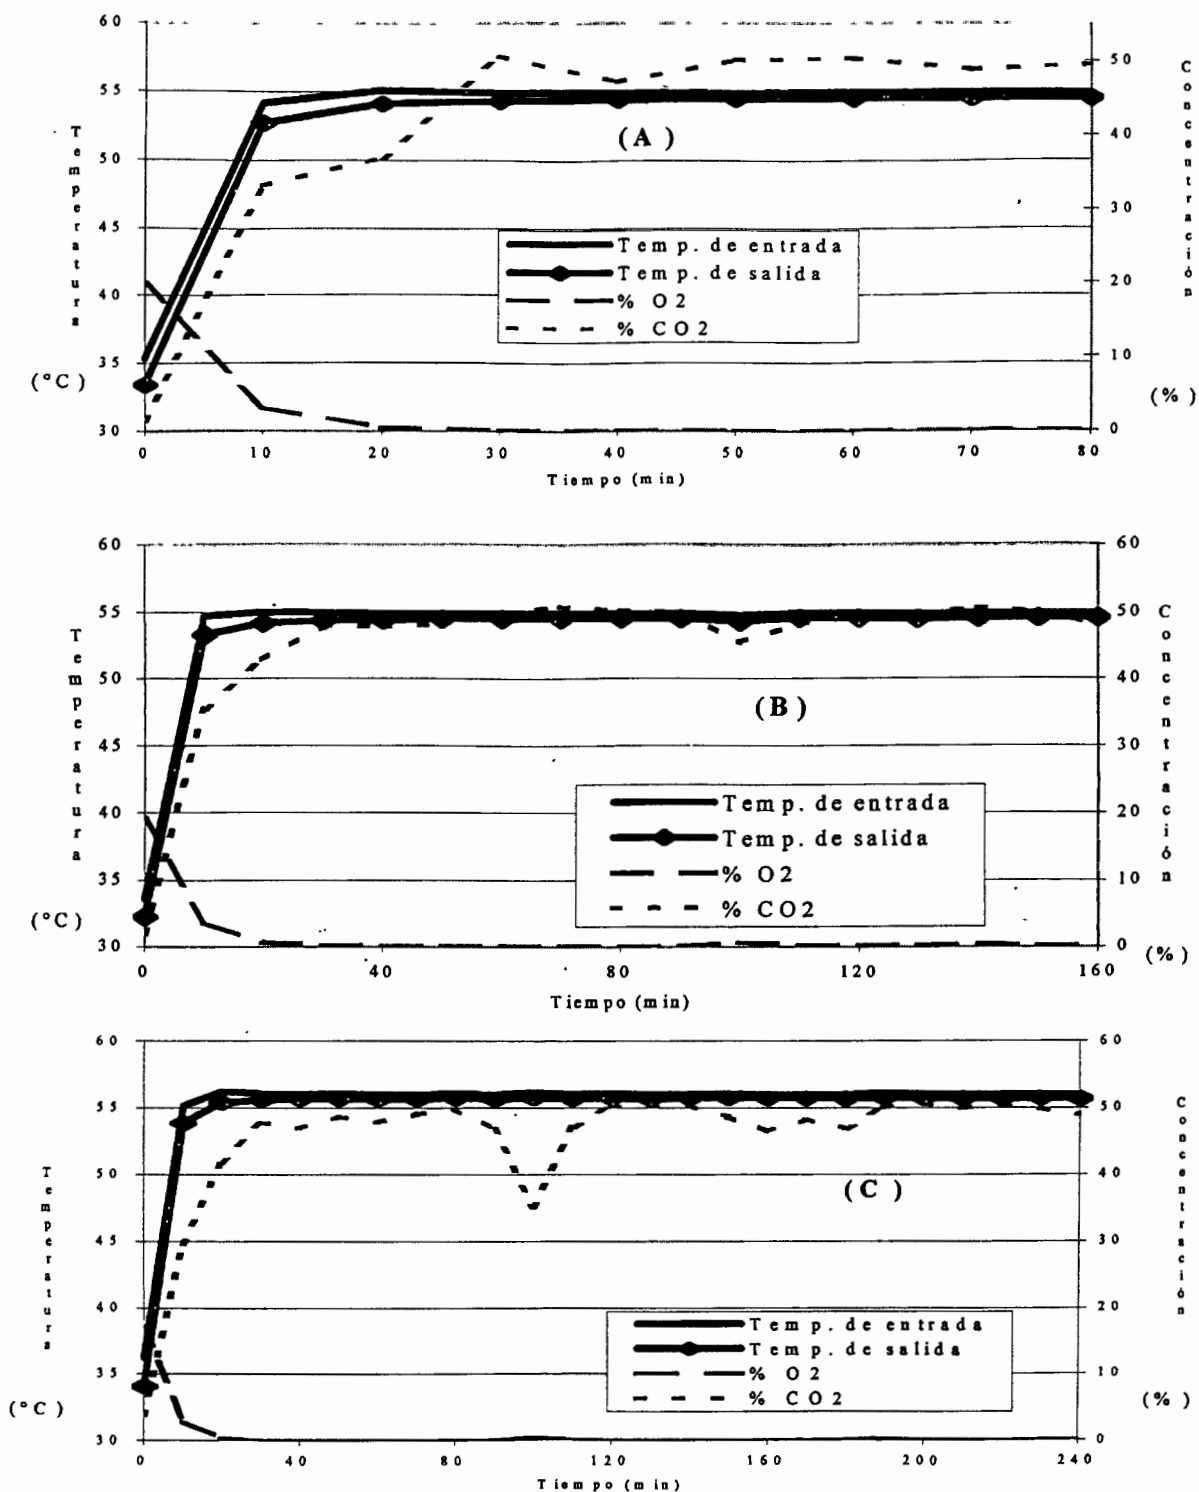 60
55
50
45
40
35
30
Temperatura
(°C)
50
40
30
20
10
0
Concentración
(%)
(A)
Temp. de entrada
Temp. de salida
% O2
% CO2
0 10 20 30 40 50 60 70 80
Tiempo (min)
60
55
50
45
40
35
30
Temperatura
(°C)
60
50
40
30
20
10
0
Concentración
(%)
(B)
Temp. de entrada
Temp. de salida
% O2
% CO2
0 40 80 120 160
Tiempo (min)
60
55
50
45
40
35
30
Temperatura
(°C)
60
50
40
30
20
10
0
Concentración
(%)
(C)
Temp. de entrada
Temp. de salida
% O2
% CO2
0 40 80 120 160 200 240
Tiempo (min)